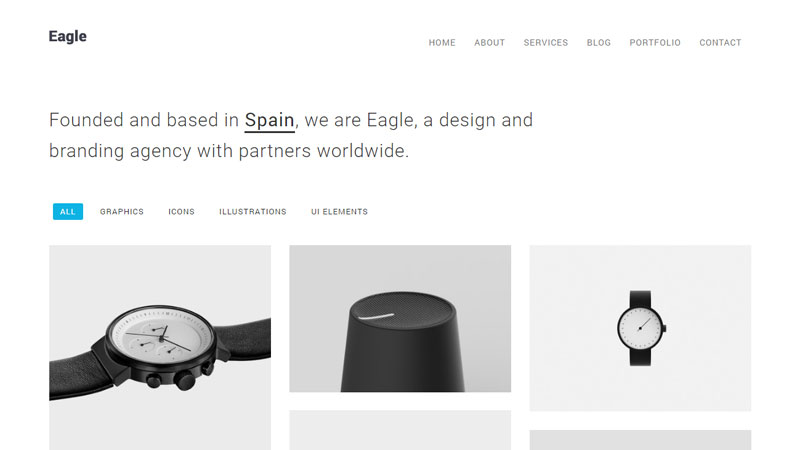 Eagle
HOME ABOUT SERVICES BLOG PORTFOLIO CONTACT
Founded and based in Spain, we are Eagle, a design and
branding agency with partners worldwide.
ALL GRAPHICS ICONS ILLUSTRATIONS UI ELEMENTS